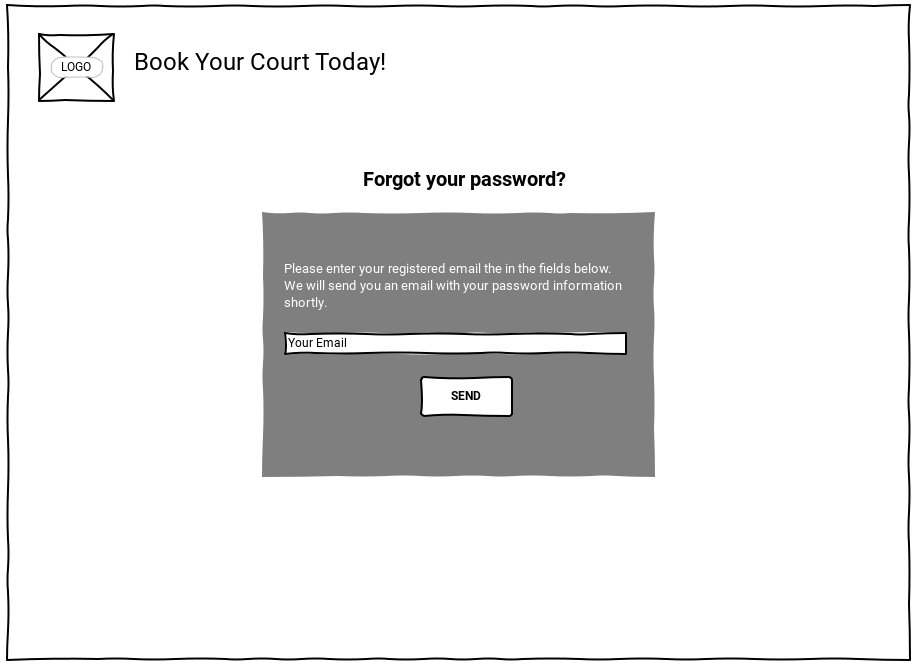 LOGO
Book Your Court Today!
Forgot your password?
Please enter your registered email the in the fields below.
We will send you an email with your password information
shortly.
Your Email
SEND